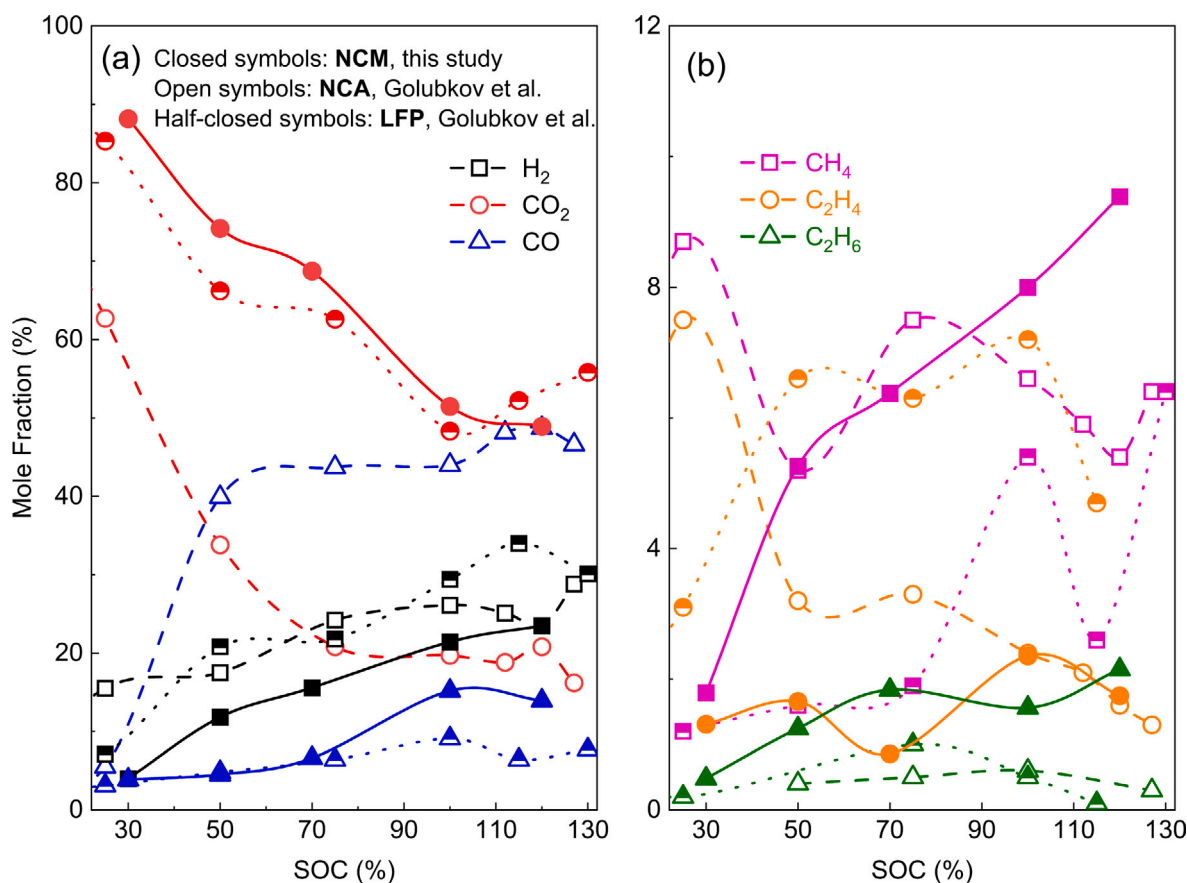 (a)
Closed symbols: NCM, this study
Open symbols: NCA, Golubkov et al.
Half-closed symbols: LFP, Golubkov et al.
H₂
CO₂
CO
Mole Fraction (%)
100
80
60
40
20
0
30 50 70 90 110 130
SOC (%)
(b)
CH₄
C₂H₄
C₂H₆
12
8
4
0
30 50 70 90 110 130
SOC (%)